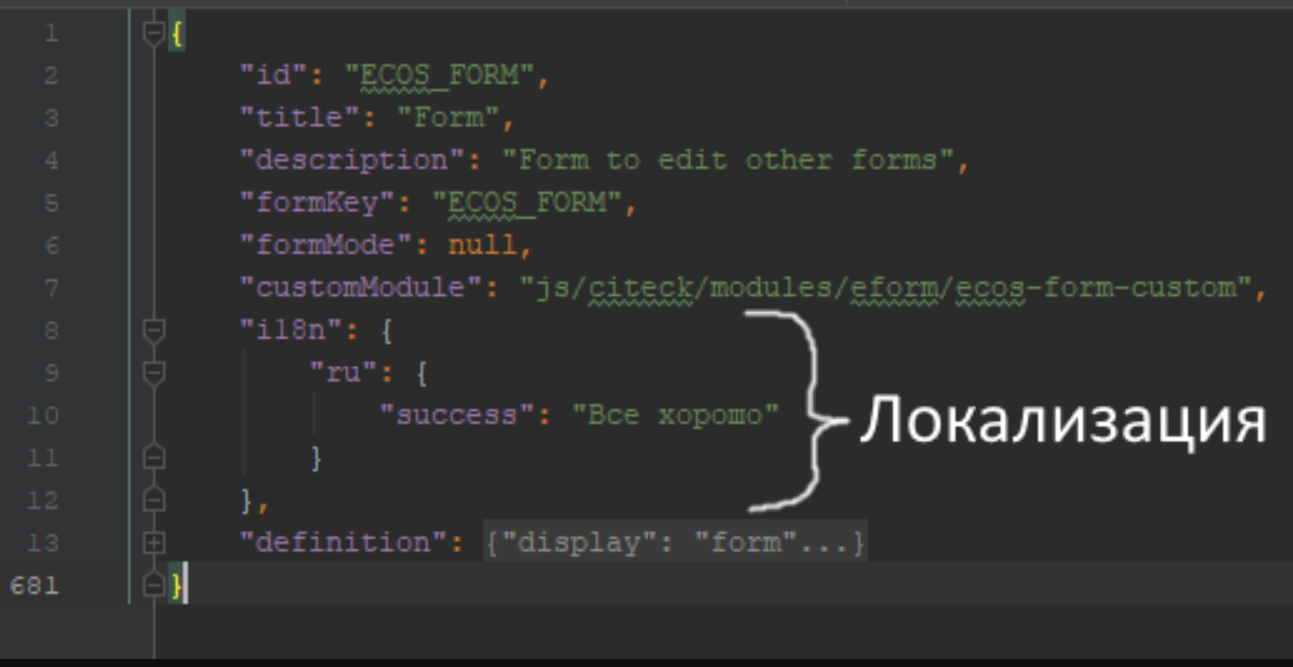 1 {
2 "id": "ECOS_FORM",
3 "title": "Form",
4 "description": "Form to edit other forms",
5 "formKey": "ECOS_FORM",
6 "formMode": null,
7 "customModule": "js/citeck/modules/eform/ecos-form-custom",
8 "i18n": {
9 "ru": {
10 "success": "Все хорошо"
11 }
12 },
13 "definition": {"display": "form"...}
681 }
Локализация